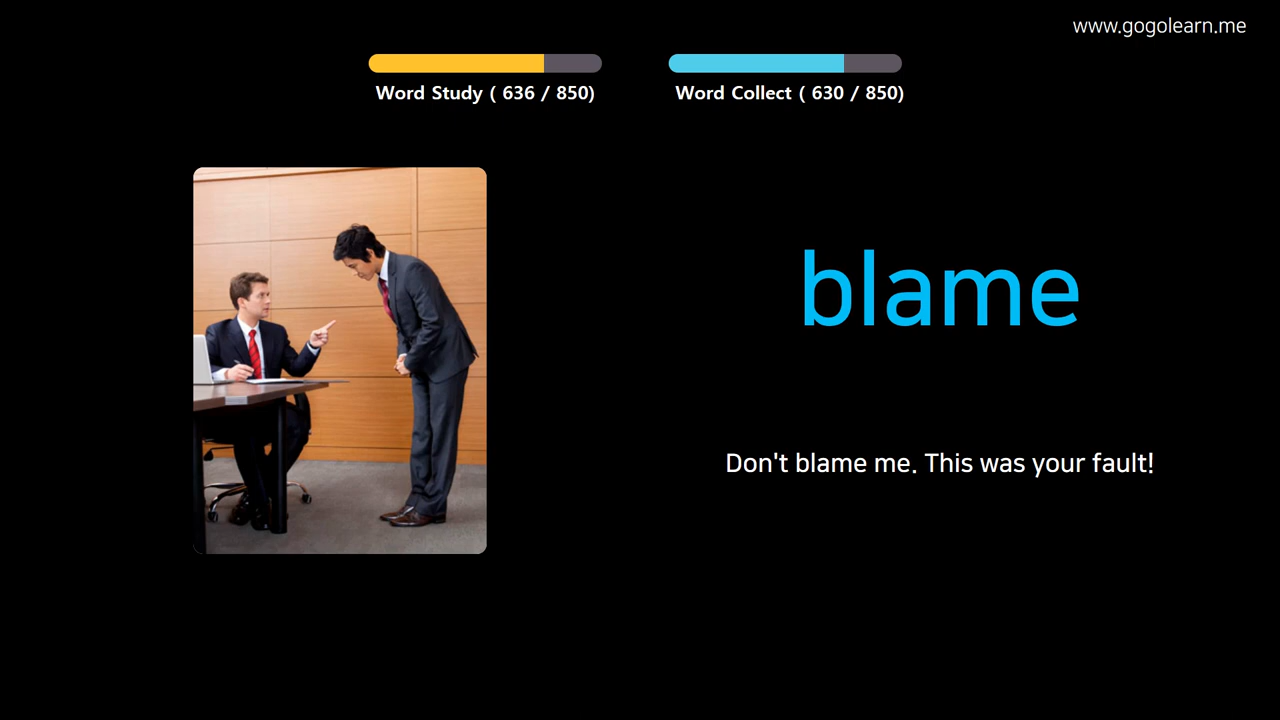 www.gogolearn.me
Word Study ( 636 / 850)
Word Collect ( 630 / 850)
blame
Don't blame me. This was your fault!